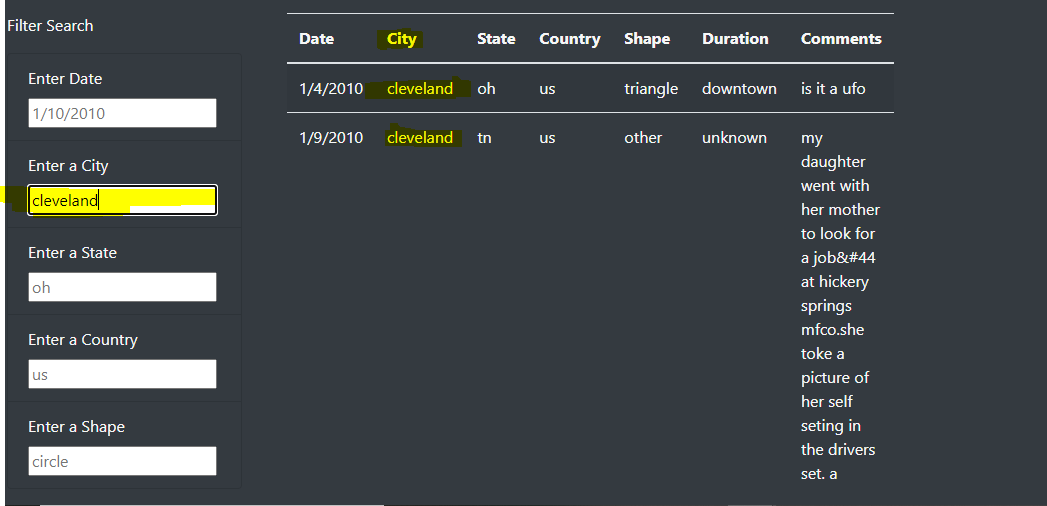 Filter Search
Enter Date
1/10/2010
Enter a City
cleveland
Enter a State
oh
Enter a Country
us
Enter a Shape
circle
Date City State Country Shape Duration Comments
1/4/2010 cleveland oh us triangle downtown is it a ufo
1/9/2010 cleveland tn us other unknown my
daughter
went with
her mother
to look for
a job&#44
at hickery
springs
mfco.she
toke a
picture of
her self
seting in
the drivers
set. a